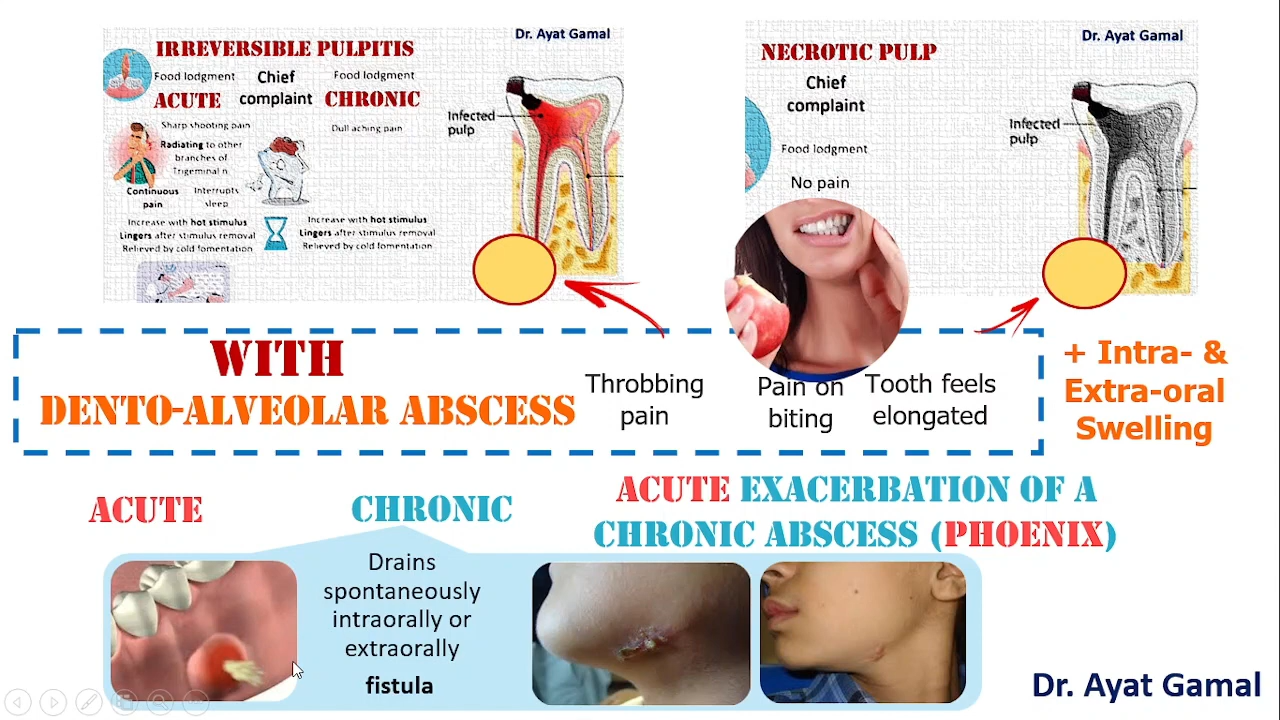 Dr. Ayat Gamal
IRREVERSIBLE PULPITIS
Food lodgment
Chief
complaint
Food lodgment
ACUTE
CHRONIC
Sharp shooting pain
Dull aching pain
Radiating to other
branches of
Trigeminal n
Continuous
pain
Interrupts
sleep
Increase with hot stimulus
Lingers after stimulus removal
Relieved by cold fomentation
Increase with hot stimulus
Lingers after stimulus removal
Relieved by cold fomentation
Infected
pulp
Dr. Ayat Gamal
NECROTIC PULP
Chief
complaint
Food lodgment
No pain
Infected
pulp
WITH
DENTO-ALVEOLAR ABSCESS
Throbbing
pain
Pain on
biting
Tooth feels
elongated
+ Intra- &
Extra-oral
Swelling
ACUTE
CHRONIC
Drains
spontaneously
intraorally or
extraorally
fistula
ACUTE EXACERBATION OF A
CHRONIC ABSCESS (PHOENIX)
Dr. Ayat Gamal